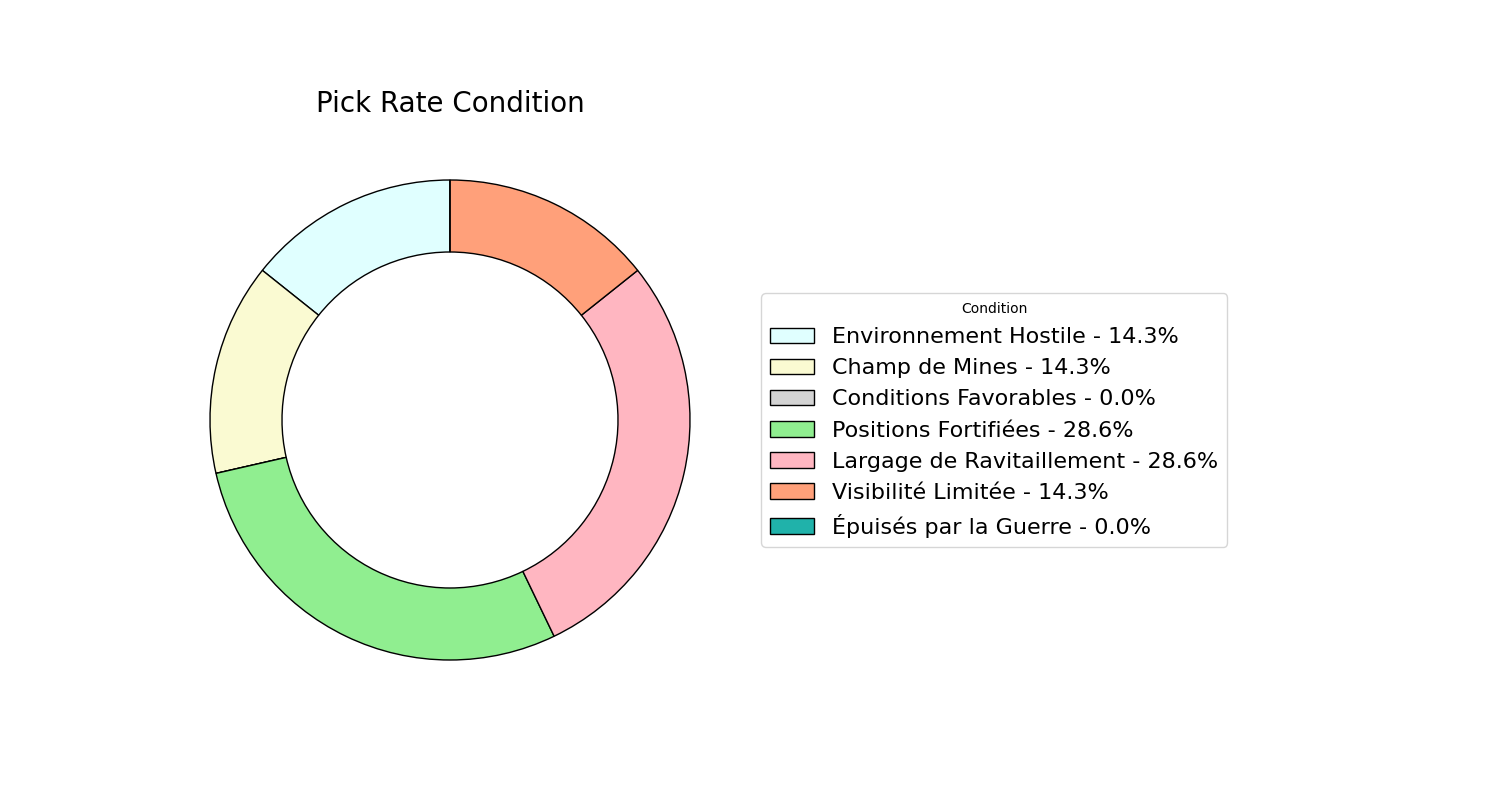 Pick Rate Condition
Condition
Environnement Hostile - 14.3%
Champ de Mines - 14.3%
Conditions Favorables - 0.0%
Positions Fortifiées - 28.6%
Largage de Ravitaillement - 28.6%
Visibilité Limitée - 14.3%
Épuisés par la Guerre - 0.0%